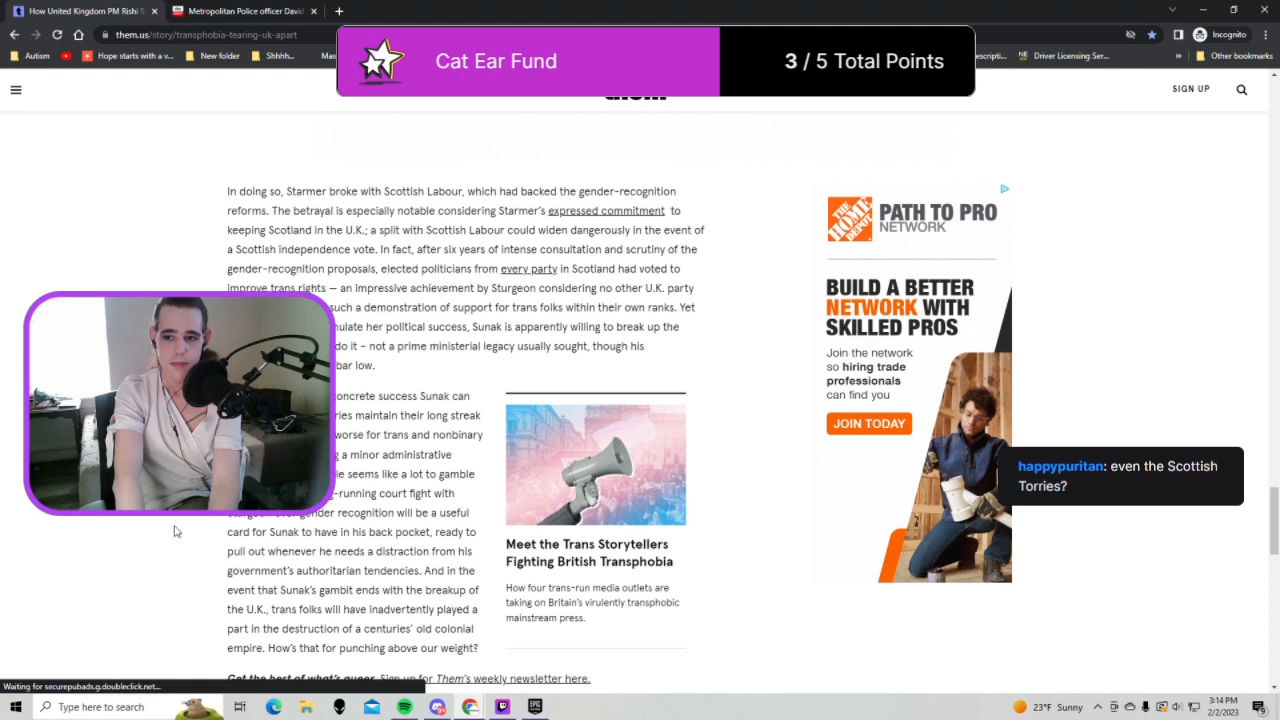 How United Politics from Rishi S
Detailed Politics
them.us/story/transphobia-tearing-uk-apart
Incognito
Autism
Hope starts with a v...
Shhhh...
Mas
New folder
descriptio...
NE
Driver Licensing Ser...
Other bookmarks
Cat Ear Fund
3 / 5 Total Points
SIGN UP
In doing so, Starmer broke with Scottish Labour, which had backed the gender-recognition
reforms. The betrayal is especially notable considering Starmer's expressed commitment to
keeping Scotland in the U.K.; a split with Scottish Labour could widen dangerously in the event of
a Scottish independence vote. In fact, after six years of intense consultation and scrutiny of the
gender-recognition proposals, elected politicians from every party in Scotland had voted to
improve trans rights — an impressive achievement by Sturgeon considering no other U.K. party
such a demonstration of support for trans folks within their own ranks. Yet
mulate her political success, Sunak is apparently willing to break up the
do it – not a prime ministerial legacy usually sought, though his
bar low.
oncrete success Sunak can
ries maintain their long streak
worse for trans and nonbinary
g a minor administrative
le seems like a lot to gamble
g-running court fight with
Sturgeon over gender recognition will be a useful
card for Sunak to have in his back pocket, ready to
pull out whenever he needs a distraction from his
government's authoritarian tendencies. And in the
event that Sunak's gambit ends with the breakup of
the U.K., trans folks will have inadvertently played a
part in the destruction of a centuries' old colonial
empire. How's that for punching above our weight?
Get the best of what's queer. Sign up for Them's weekly newsletter here.
Meet the Trans Storytellers
Fighting British Transphobia
How four trans-run media outlets are
taking on Britain's virulently transphobic
mainstream press.
THE HOME DEPOT
PATH TO PRO
NETWORK
BUILD A BETTER
NETWORK WITH
SKILLED PROS
Join the network
so hiring trade
professionals
can find you
JOIN TODAY
happypuritan: even the Scottish
Torries?
Waiting for securepubads.g.doubleclick.net...
Type here to search
23°F Sunny
3:14 PM
2/2/2023